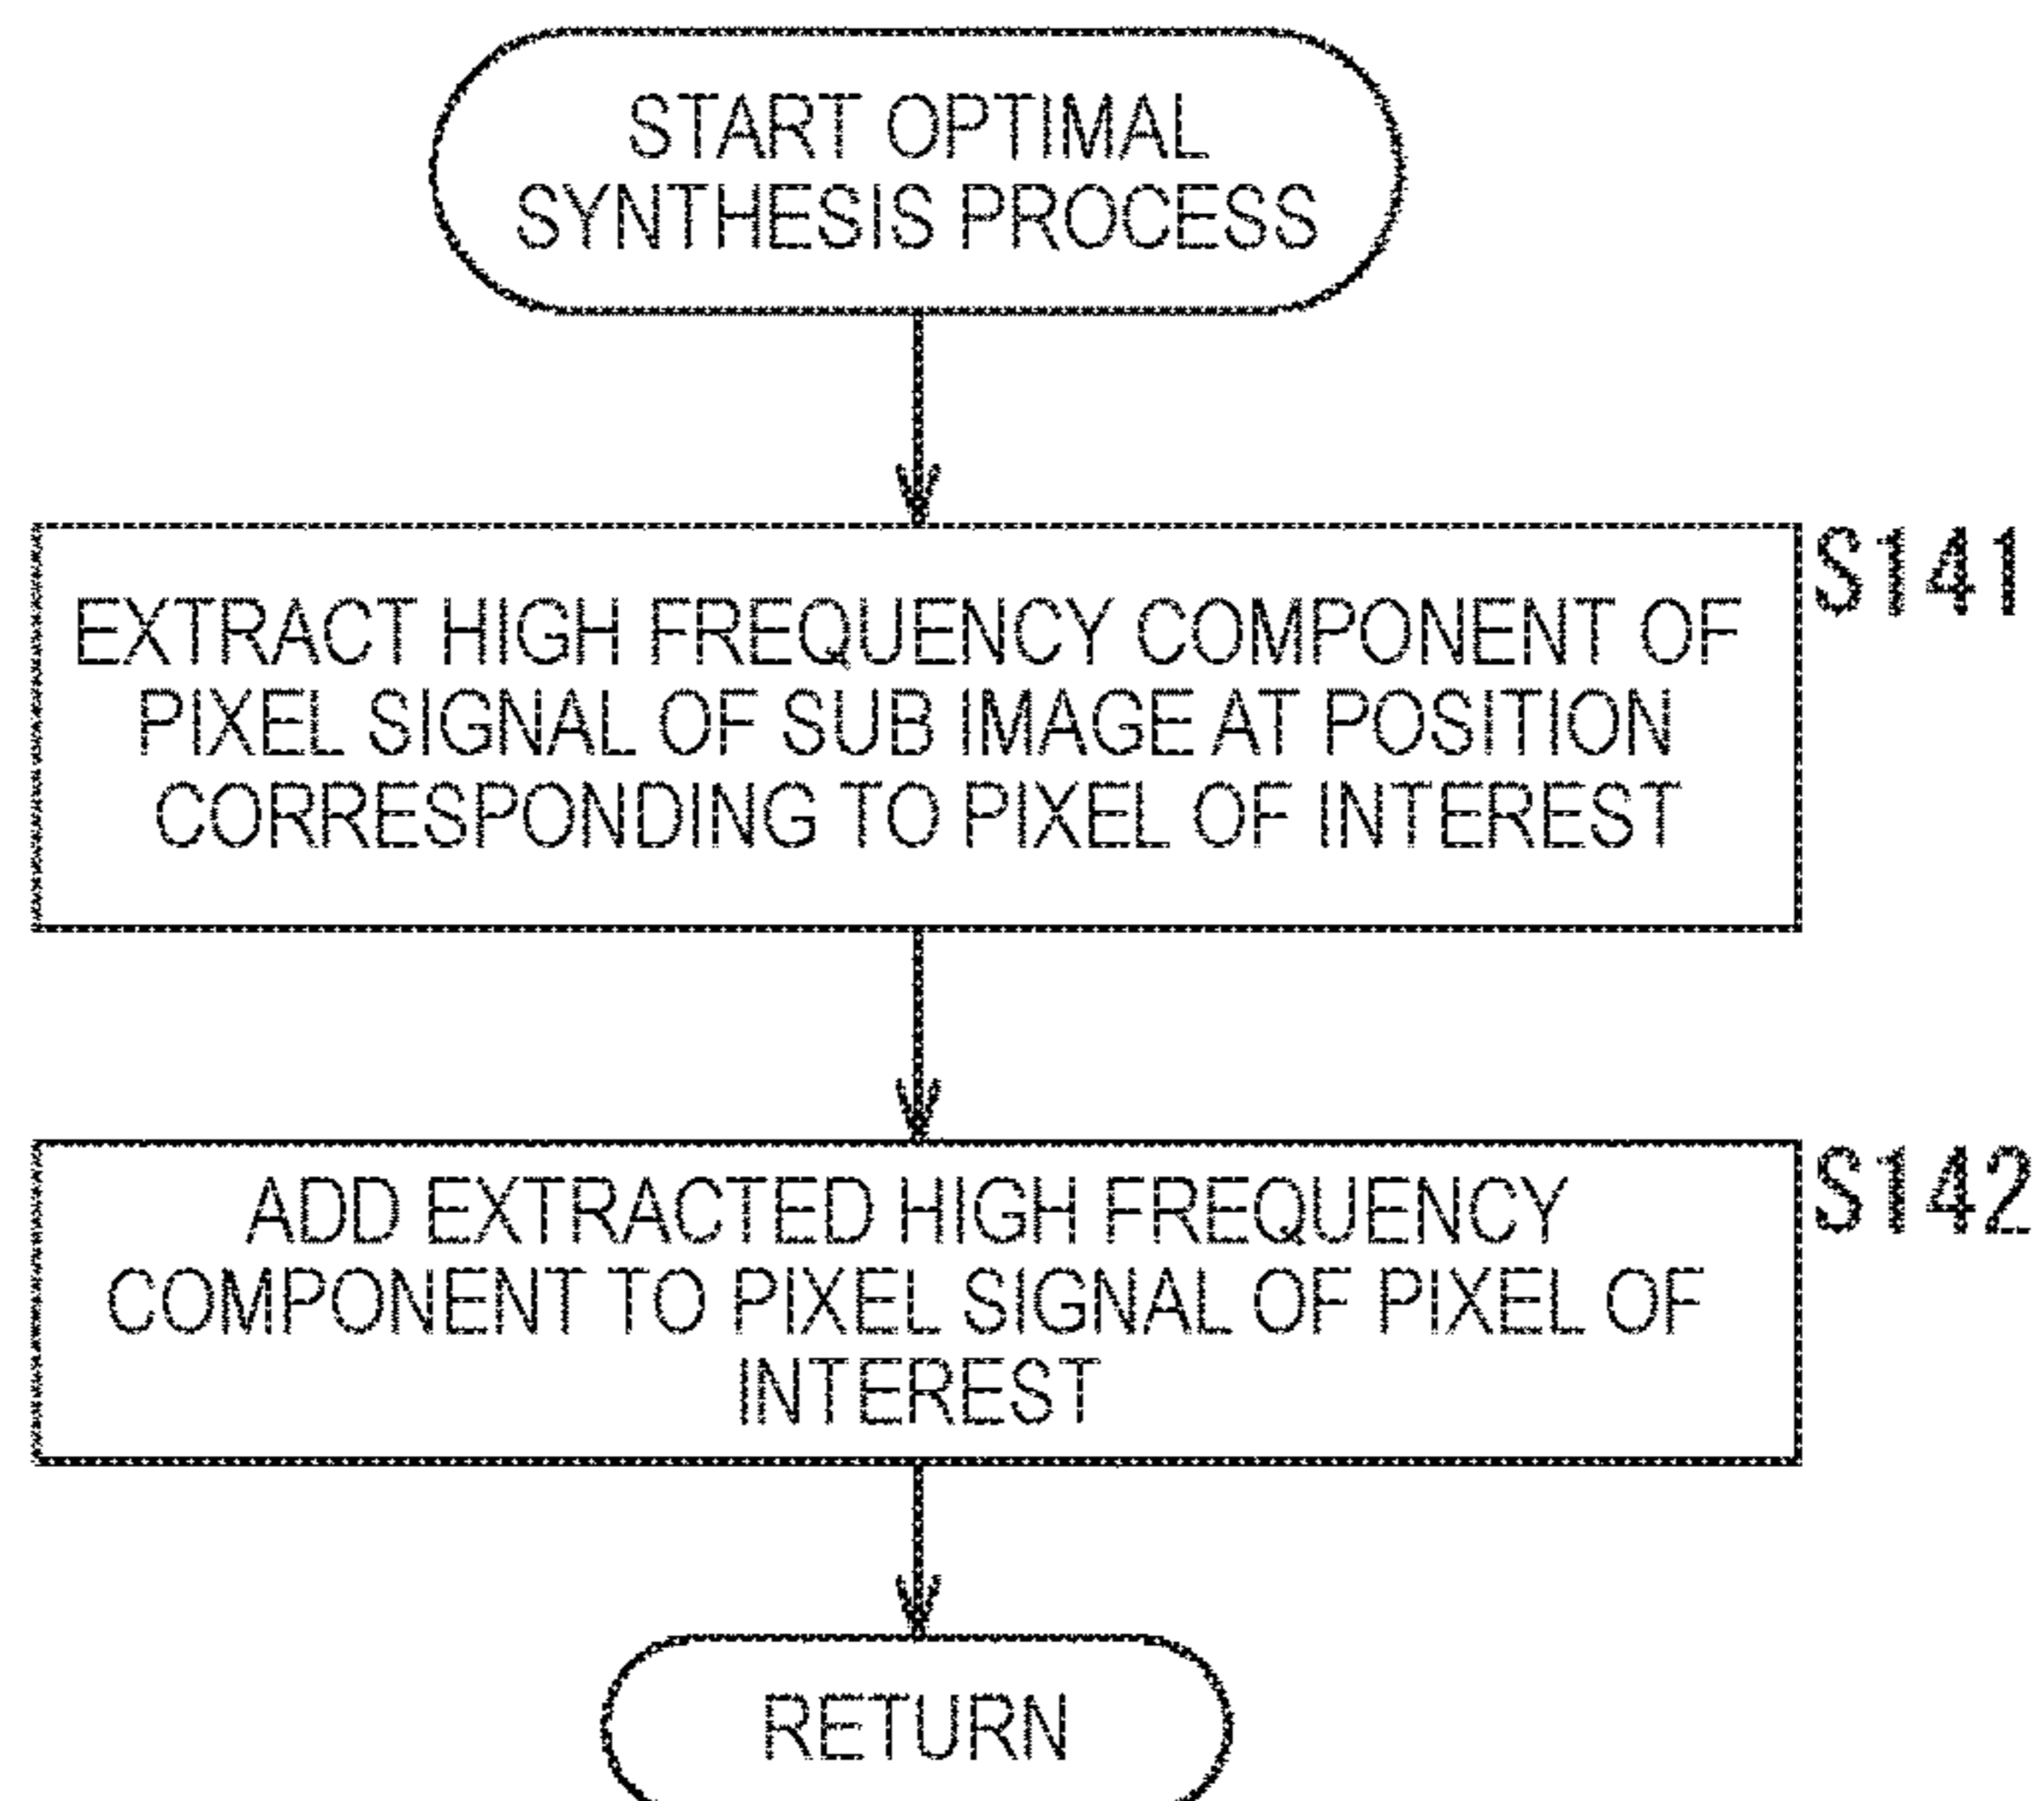 START OPTIMAL
SYNTHESIS PROCESS
S141
EXTRACT HIGH FREQUENCY COMPONENT OF
PIXEL SIGNAL OF SUB IMAGE AT POSITION
CORRESPONDING TO PIXEL OF INTEREST
S142
ADD EXTRACTED HIGH FREQUENCY
COMPONENT TO PIXEL SIGNAL OF PIXEL OF
INTEREST
RETURN